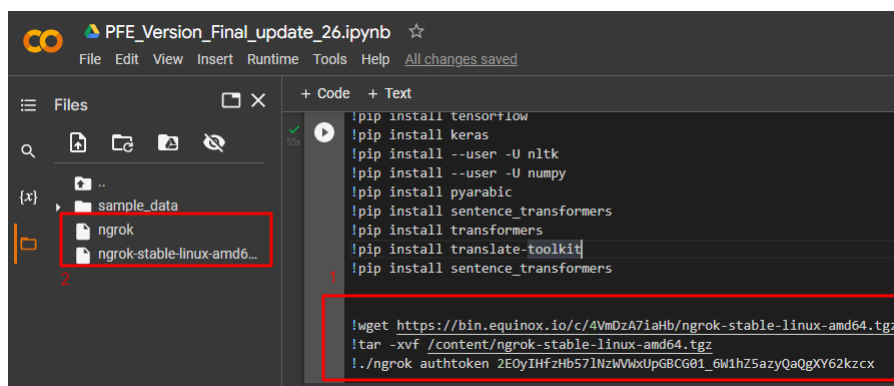 PFE_Version_Final_update_26.ipynb
File Edit View Insert Runtime Tools Help All changes saved
Files
+ Code + Text
..
sample_data
ngrok
ngrok-stable-linux-amd6...
2
{x}
55s
!pip install tensorflow
!pip install keras
!pip install --user -U nltk
!pip install --user -U numpy
!pip install pyarabic
!pip install sentence_transformers
!pip install transformers
!pip install translate-toolkit
!pip install sentence_transformers
1
!wget https://bin.equinox.io/c/4VmDzA7iaHb/ngrok-stable-linux-amd64.tgz
!tar -xvf /content/ngrok-stable-linux-amd64.tgz
!./ngrok authtoken 2EOyIHfzHb57lNzWVWxUpGBCG01_6W1hZ5azyQaQgXY62kzcx